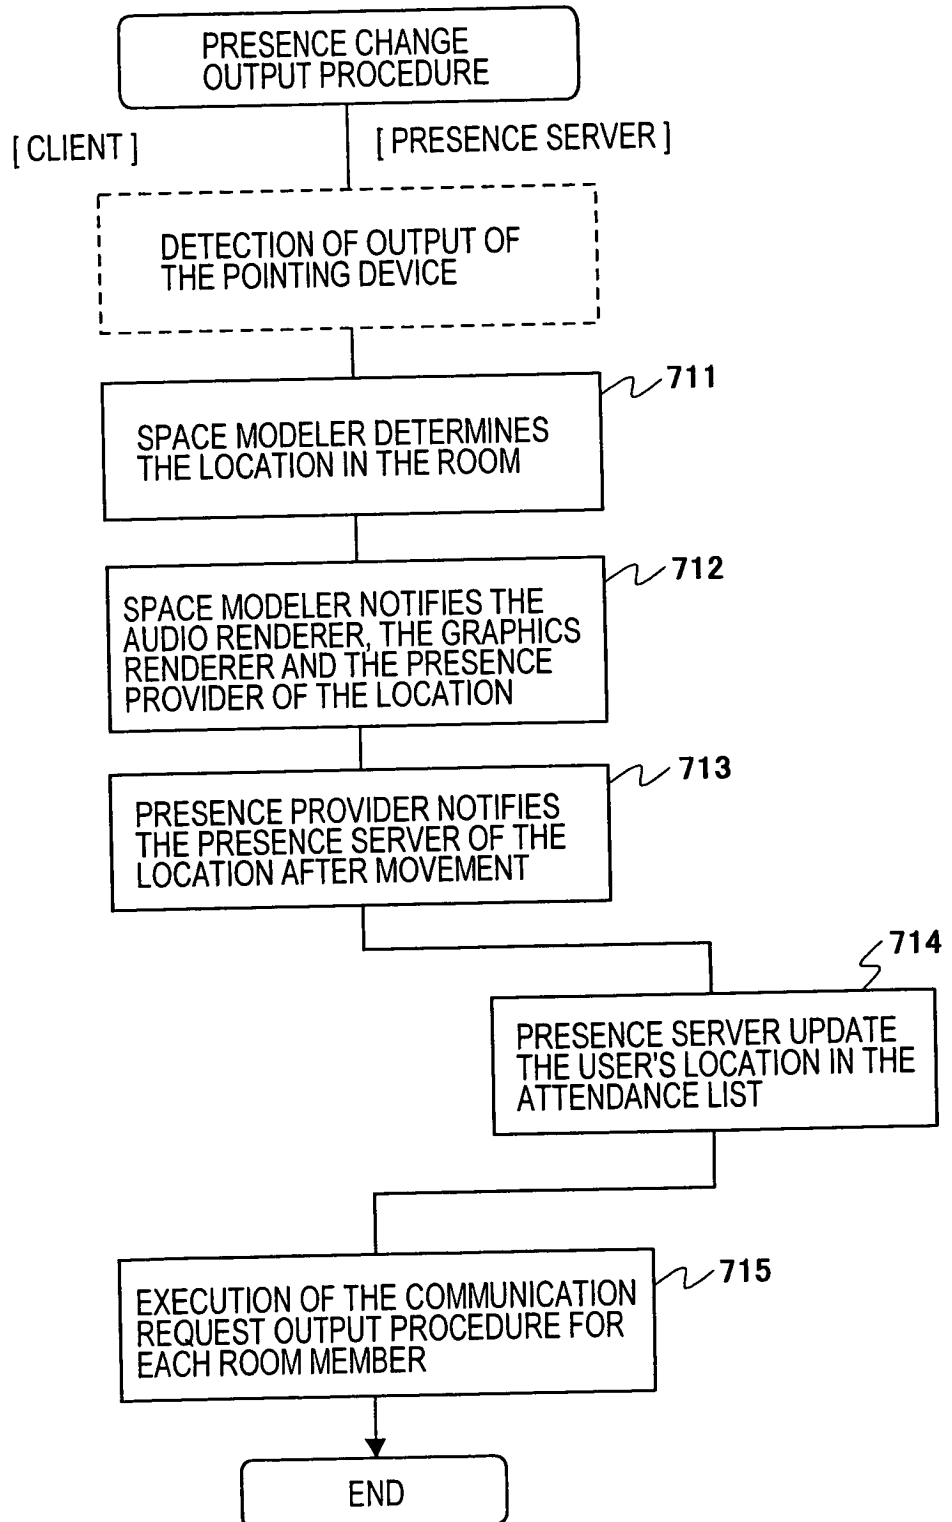 PRESENCE CHANGE
OUTPUT PROCEDURE
[ CLIENT ]
[ PRESENCE SERVER ]
DETECTION OF OUTPUT OF
THE POINTING DEVICE
711
SPACE MODELER DETERMINES
THE LOCATION IN THE ROOM
712
SPACE MODELER NOTIFIES THE
AUDIO RENDERER, THE GRAPHICS
RENDERER AND THE PRESENCE
PROVIDER OF THE LOCATION
713
PRESENCE PROVIDER NOTIFIES
THE PRESENCE SERVER OF THE
LOCATION AFTER MOVEMENT
714
PRESENCE SERVER UPDATE
THE USER'S LOCATION IN THE
ATTENDANCE LIST
715
EXECUTION OF THE COMMUNICATION
REQUEST OUTPUT PROCEDURE FOR
EACH ROOM MEMBER
END